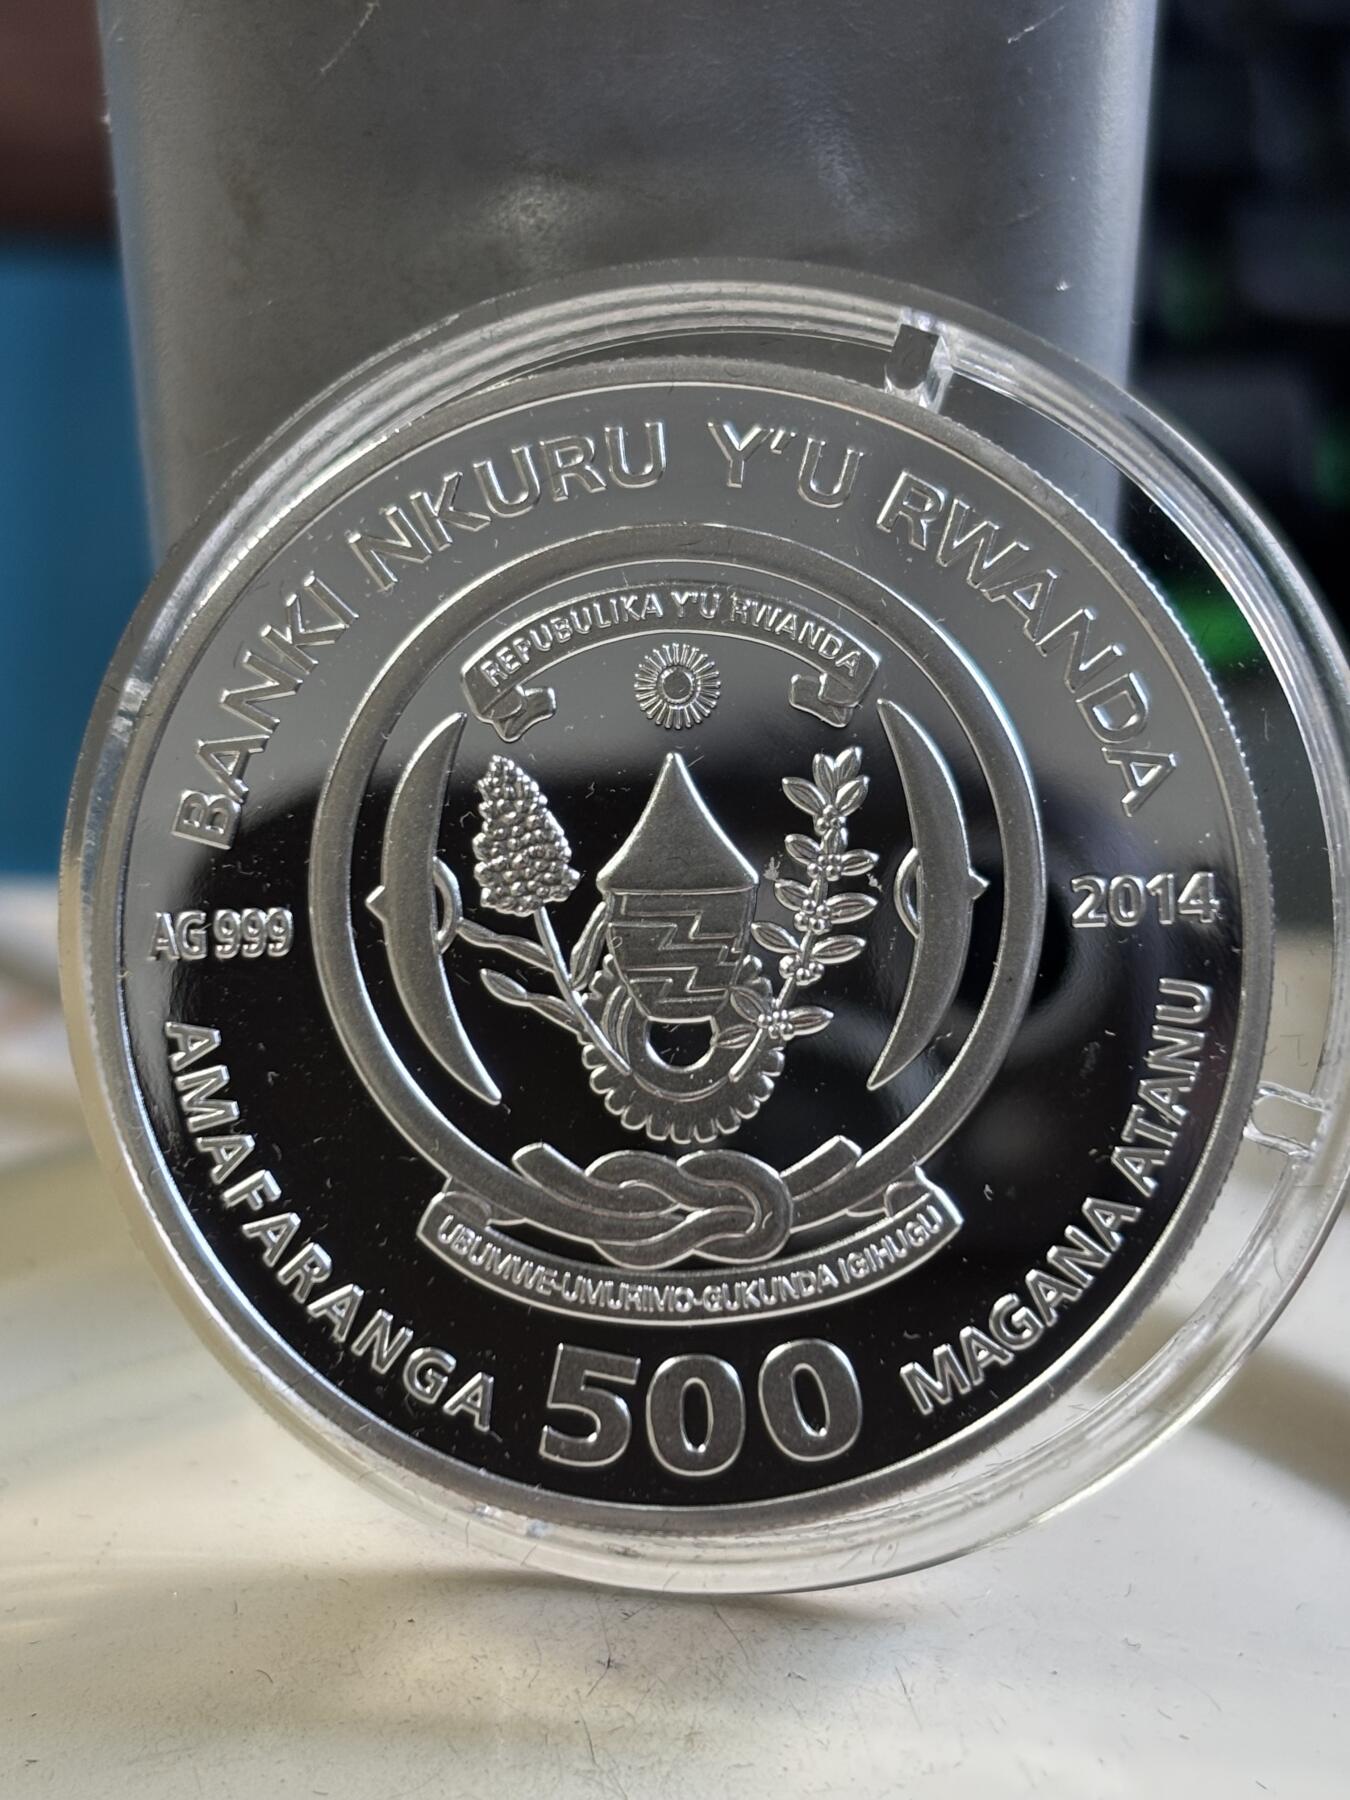 BANKI NKURU Y'U RWANDA
REPUBULIKA Y'U RWANDA
AG 999
2014
UBUMWE-UMURIMO-GUKUNDA IGIHUGU
AMAFARANGA 500 MAGANA ATANU